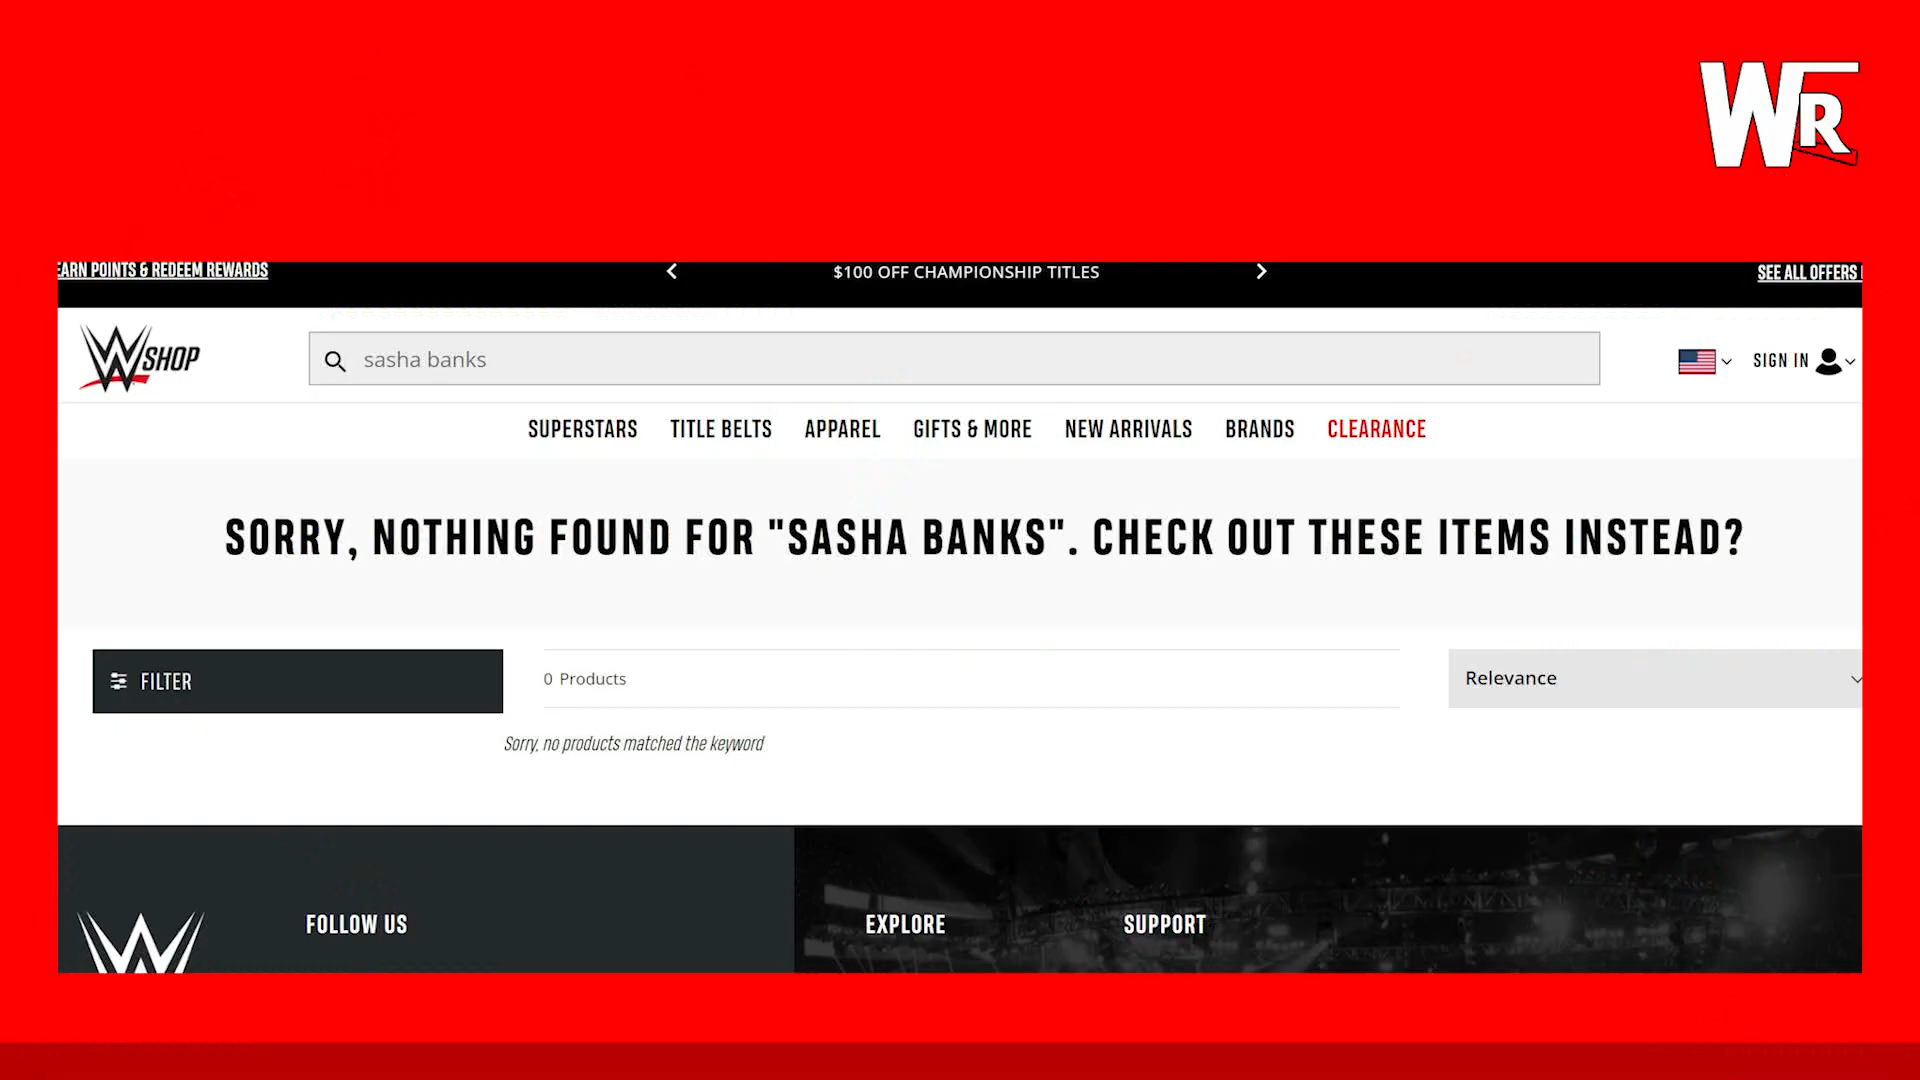 WR
EARN POINTS & REDEEM REWARDS
$100 OFF CHAMPIONSHIP TITLES
SEE ALL OFFERS
W SHOP
sasha banks
SIGN IN
SUPERSTARS TITLE BELTS APPAREL GIFTS & MORE NEW ARRIVALS BRANDS CLEARANCE
SORRY, NOTHING FOUND FOR "SASHA BANKS". CHECK OUT THESE ITEMS INSTEAD?
FILTER
0 Products
Relevance
Sorry, no products matched the keyword
FOLLOW US
EXPLORE
SUPPORT